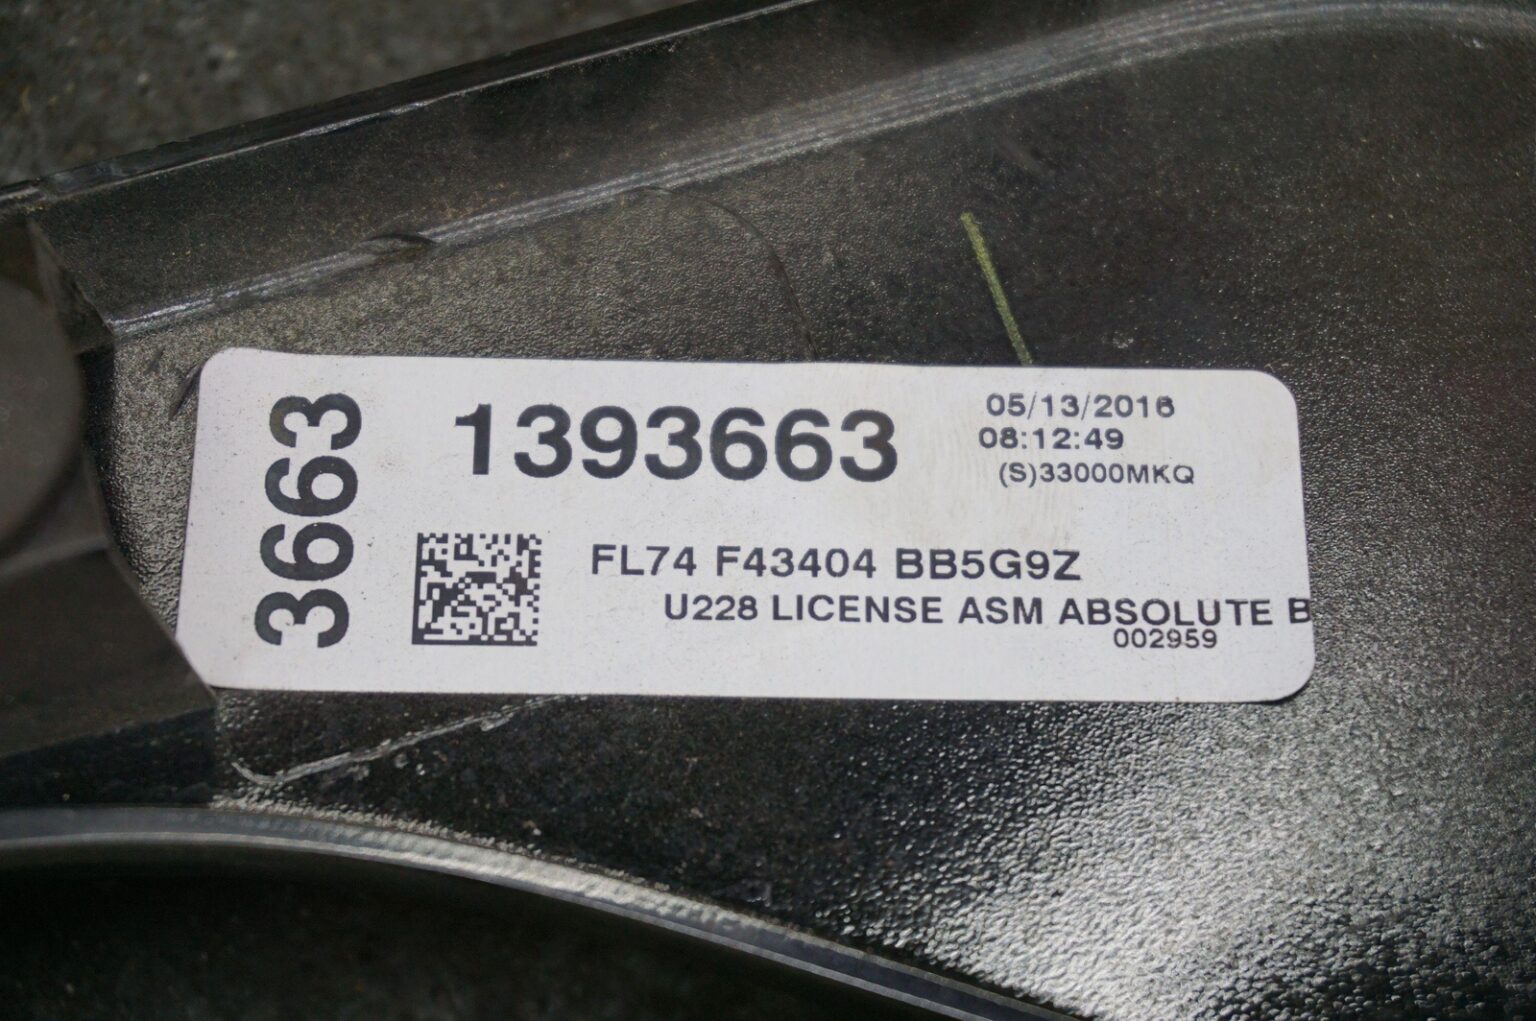 3663
1393663
05/13/2016
08:12:49
(S)33000MKQ
FL74 F43404 BB5G9Z
U228 LICENSE ASM ABSOLUTE B
002959